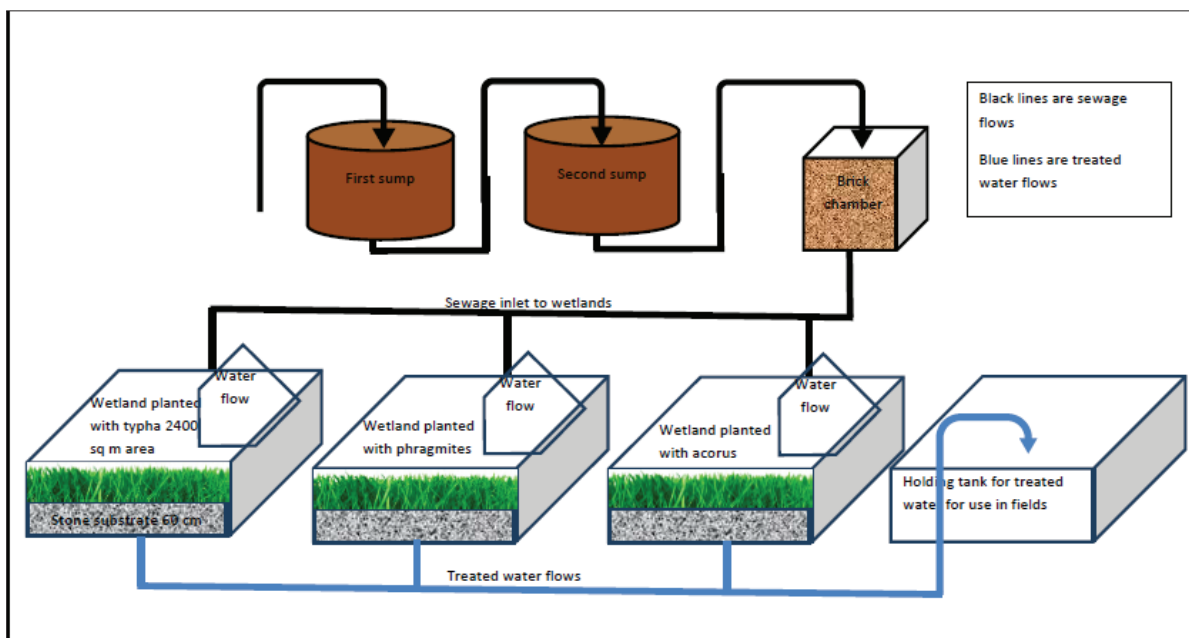 First sump
Second sump
Brick
chamber
Black lines are sewage
flows
Blue lines are treated
water flows
Sewage inlet to wetlands
Water
flow
Wetland planted
with typha 2400
sq m area
Stone substrate 60 cm
Water
flow
Wetland planted
with phragmites
Water
flow
Wetland planted
with acorus
Holding tank for treated
water for use in fields
Treated water flows